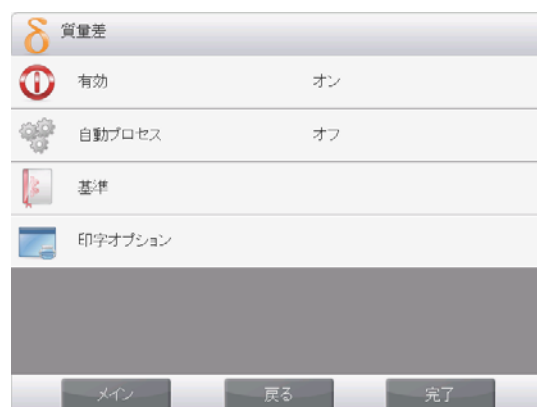 δ 質量差
有効 オン
自動プロセス オフ
基準
印字オプション
メイン 戻る 完了